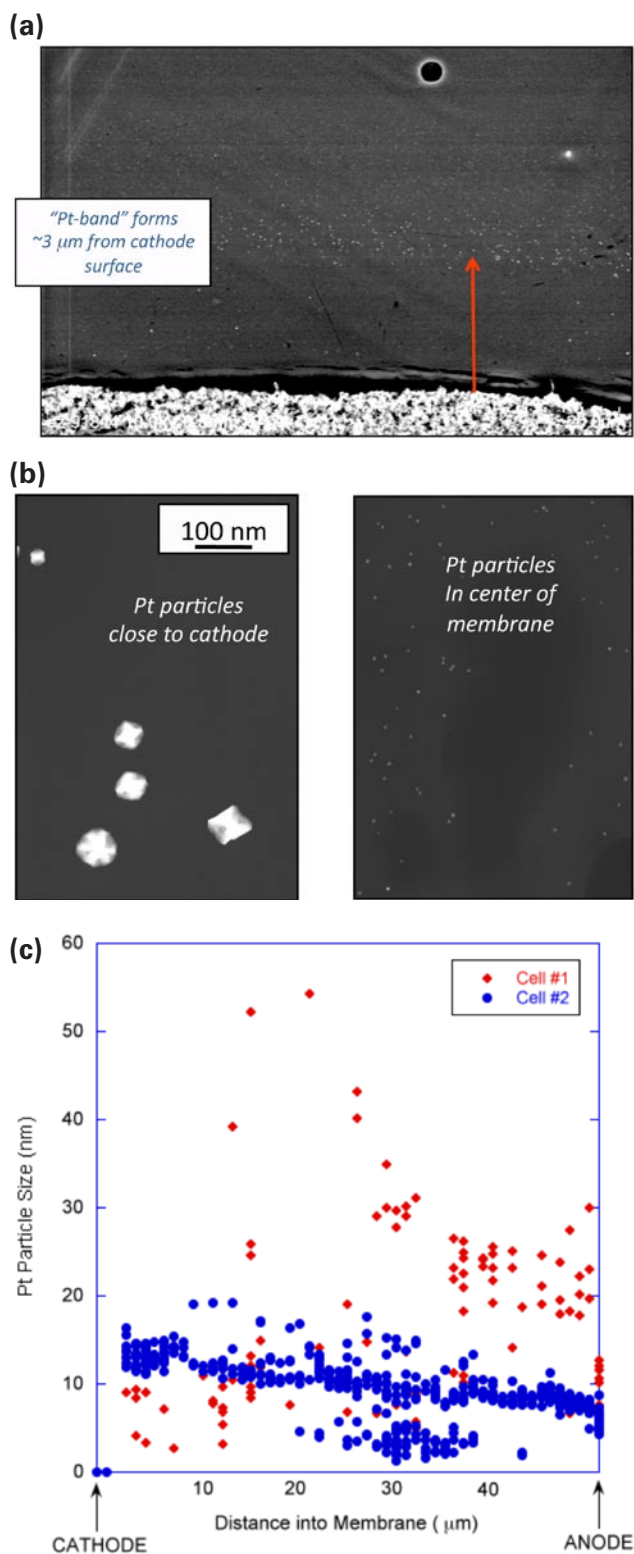 (a)
"Pt-band" forms
~3 μm from cathode
surface
(b)
100 nm
Pt particles
close to cathode
Pt particles
In center of
membrane
(c)
60
50
40
30
20
10
0
Pt Particle Size (nm)
Cell #1
Cell #2
10
20
30
40
CATHODE
Distance into Membrane ( μm)
ANODE